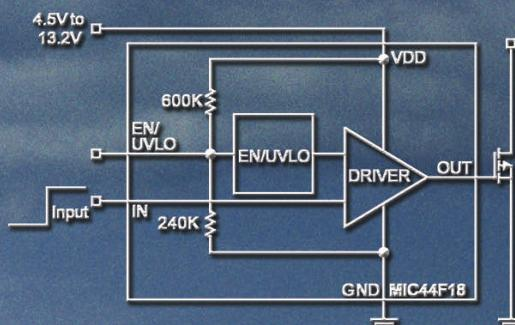 4.5V to
13.2V
VDD
600K
EN/
UVLO
EN/UVLO
DRIVER
OUT
Input
IN
240K
GND MIC44F18